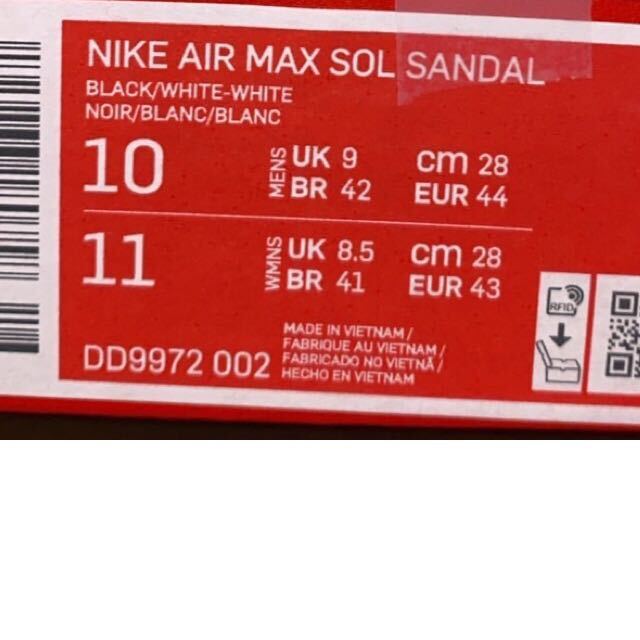 NIKE AIR MAX SOL SANDAL
BLACK/WHITE-WHITE
NOIR/BLANC/BLANC
10 MENS UK 9 cm 28
BR 42 EUR 44
11 WMNS UK 8.5 cm 28
BR 41 EUR 43
DD9972 002
MADE IN VIETNAM /
FABRIQUE AU VIETNAM /
FABRICADO NO VIETNÃ /
HECHO EN VIETNAM
RFID